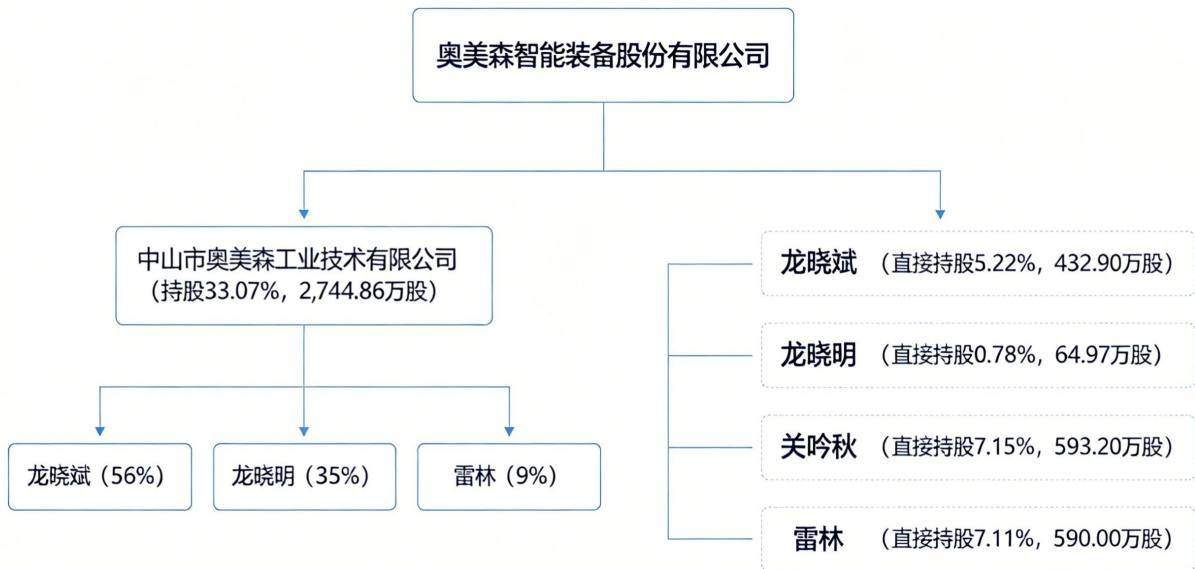 奥美森智能装备股份有限公司
中山市奥美森工业技术有限公司
（持股33.07%，2,744.86万股）
龙晓斌（56%）
龙晓明（35%）
雷林（9%）
龙晓斌 （直接持股5.22%，432.90万股）
龙晓明 （直接持股0.78%，64.97万股）
关吟秋 （直接持股7.15%，593.20万股）
雷林 （直接持股7.11%，590.00万股）